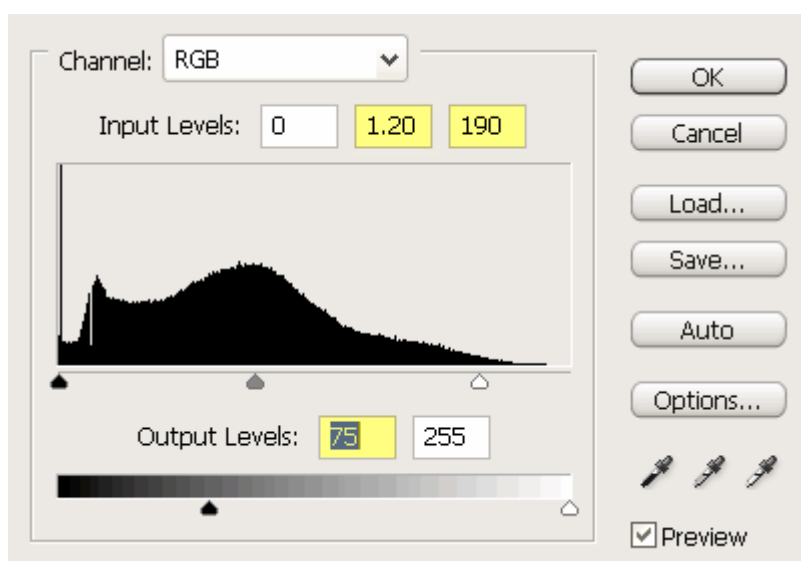 Channel: RGB
Input Levels: 0 1.20 190
Output Levels: 75 255
OK
Cancel
Load...
Save...
Auto
Options...
Preview